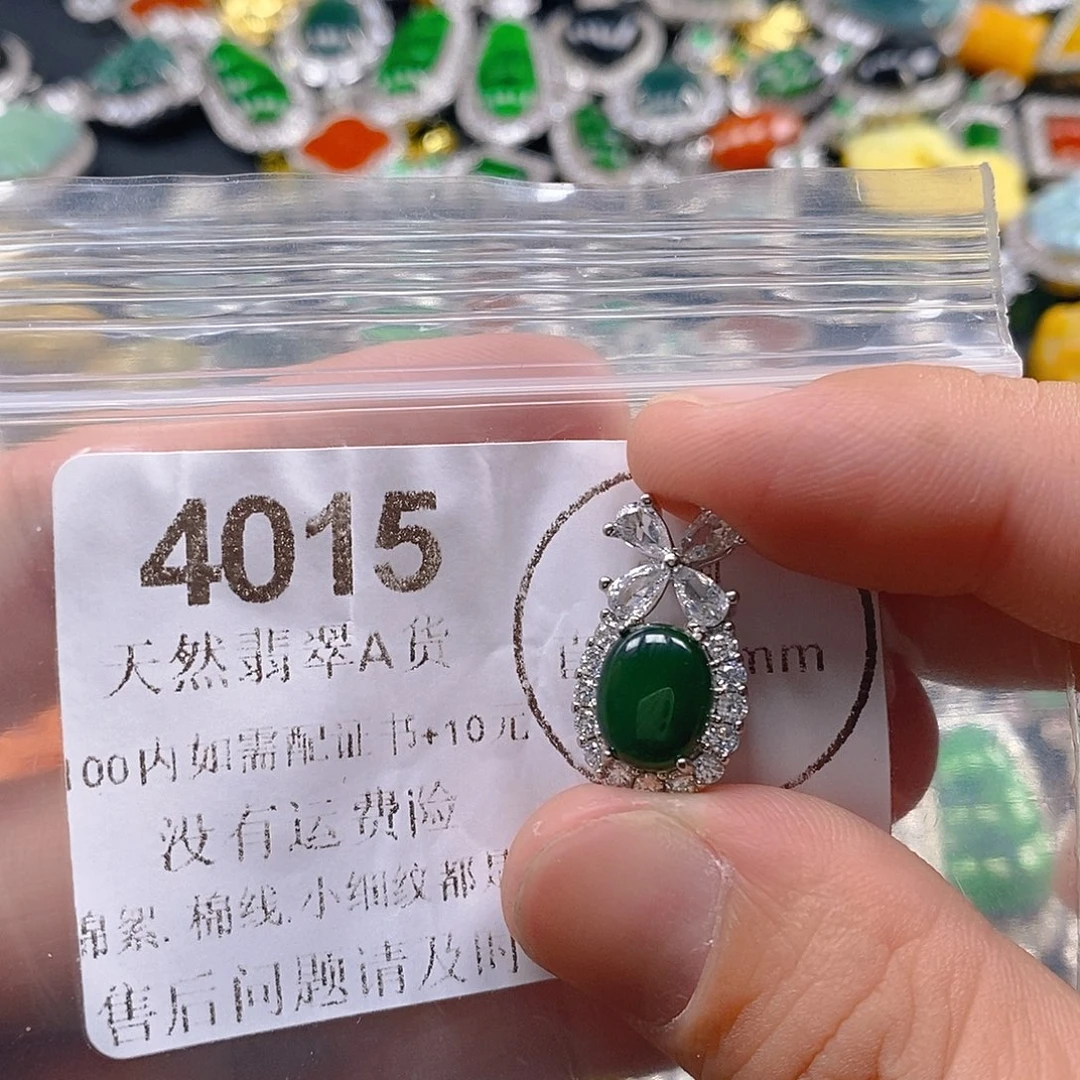 4015
天然翡翠A货
100内如需配证书+10元
没有运费险
棉絮.棉线.小细纹都是
售后问题请及时
mm